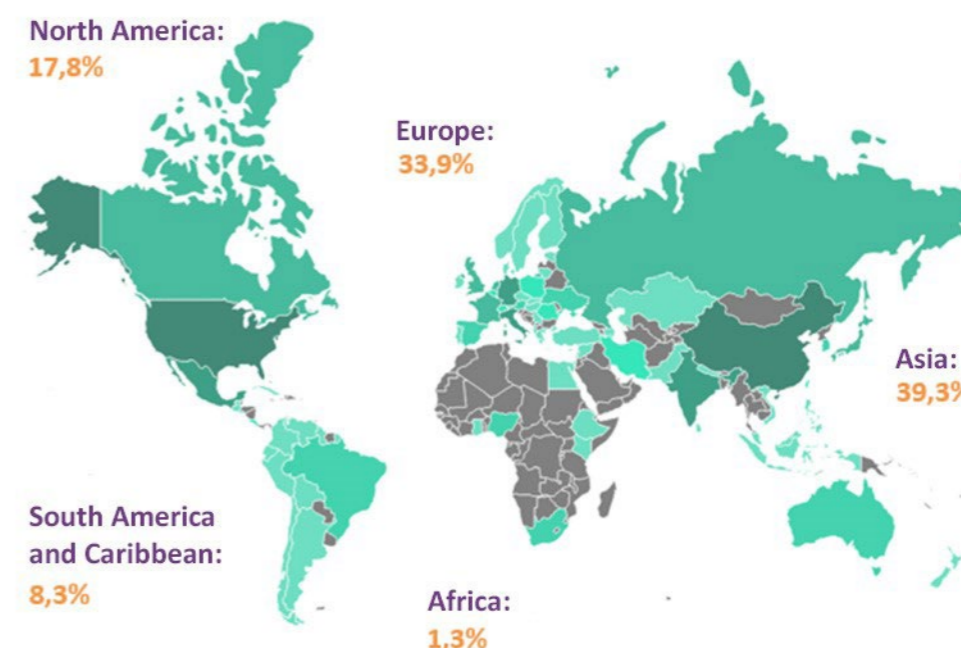 North America:
17,8%
Europe:
33,9%
Asia:
39,3%
South America
and Caribbean:
8,3%
Africa:
1,3%